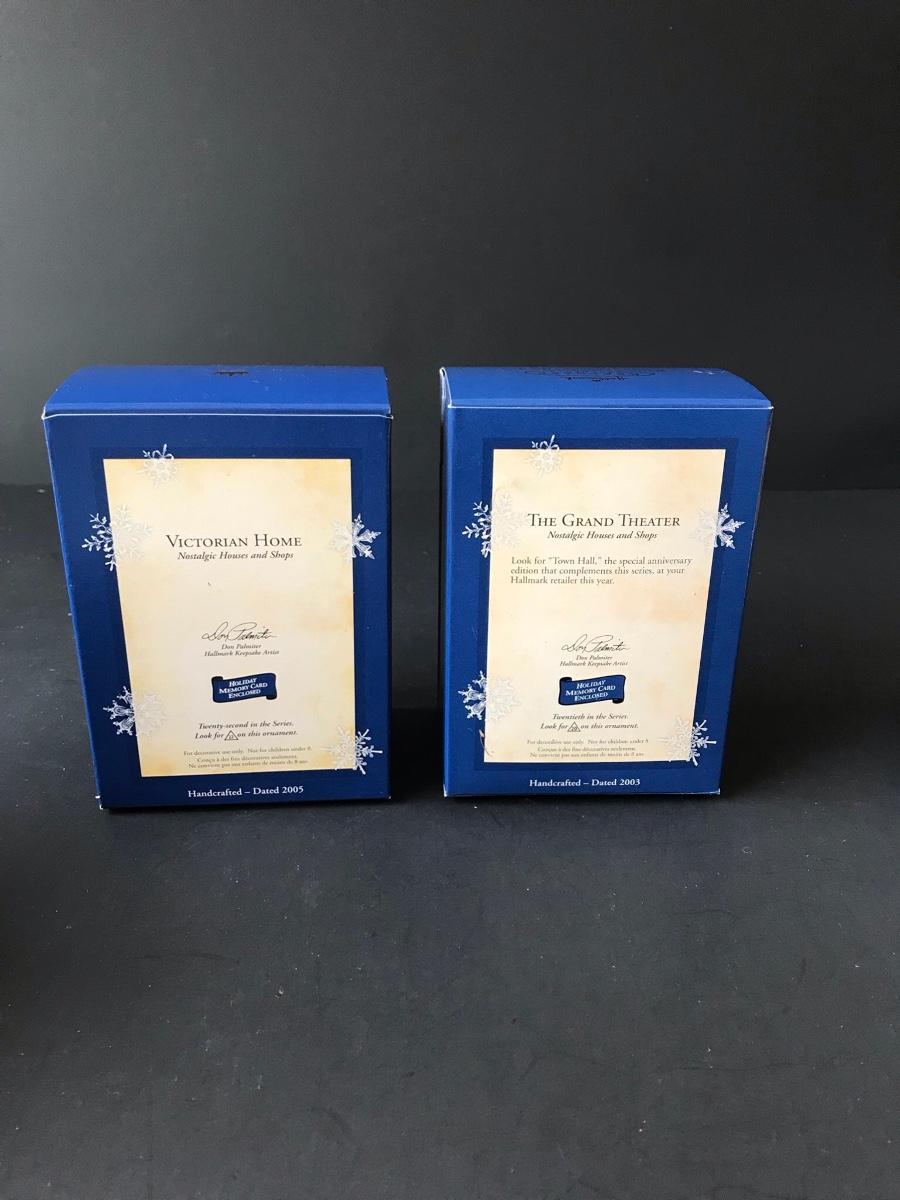 VICTORIAN HOME
Nostalgic Houses and Shops
Don Palmiter
Don Palmiter
Hallmark Keepsake Artist
HOLIDAY
MEMORY CARD
ENCLOSED
Twenty-second in the Series.
Look for on this ornament.
For decorative use only. Not for children under 8.
Conçu à des fins décoratives seulement.
Ne convient pas aux enfants de moins de 8 ans.
Handcrafted – Dated 2005
THE GRAND THEATER
Nostalgic Houses and Shops
Look for "Town Hall," the special anniversary
edition that complements this series, at your
Hallmark retailer this year.
Don Palmiter
Don Palmiter
Hallmark Keepsake Artist
HOLIDAY
MEMORY CARD
ENCLOSED
Twentieth in the Series.
Look for on this ornament.
For decorative use only. Not for children under 8
Conçu à des fins décoratives seulement.
Ne convient pas aux enfants de moins de 8 ans.
Handcrafted – Dated 2003